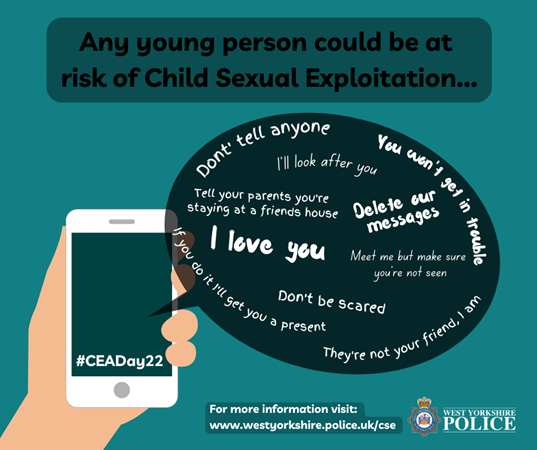 Any young person could be at
risk of Child Sexual Exploitation...
Dont' tell anyone
I'll look after you
You won't get in trouble
Tell your parents you're
staying at a friends house
Delete our
messages
I love you
Meet me but make sure
you're not seen
If you do it I'll get you a present
Don't be scared
They're not your friend, I am
#CEADay22
For more information visit:
www.westyorkshire.police.uk/cse
WEST YORKSHIRE
POLICE